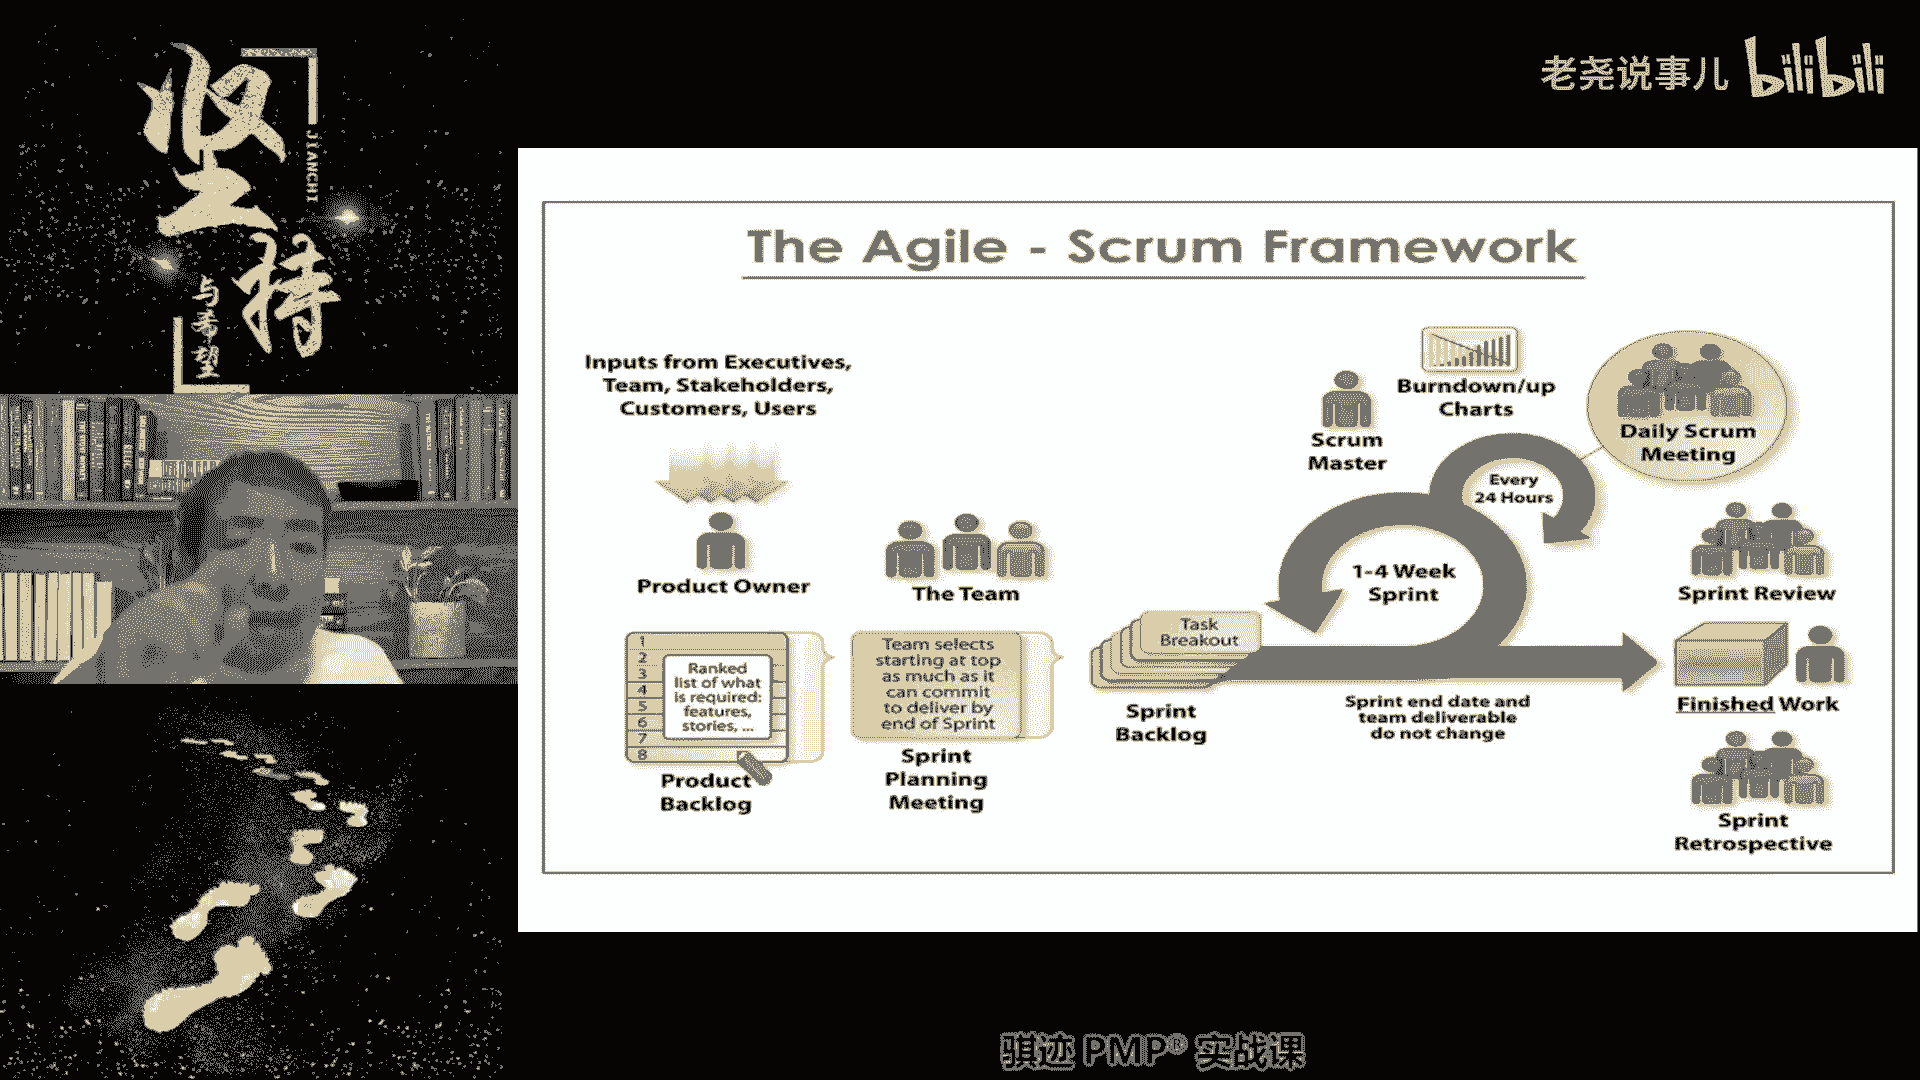 坚持
JIANCHI
与希望
老尧说事儿 bilibili
The Agile - Scrum Framework
Inputs from Executives,
Team, Stakeholders,
Customers, Users
Product Owner
The Team
1
2
3
4
5
6
7
8
Ranked
list of what
is required:
features,
stories, ...
Product
Backlog
Team selects
starting at top
as much as it
can commit
to deliver by
end of Sprint
Sprint
Planning
Meeting
Task
Breakout
Sprint
Backlog
Scrum
Master
Burndown/up
Charts
Every
24 Hours
1-4 Week
Sprint
Sprint end date and
team deliverable
do not change
Daily Scrum
Meeting
Sprint Review
Finished Work
Sprint
Retrospective
骐迹 PMP® 实战课